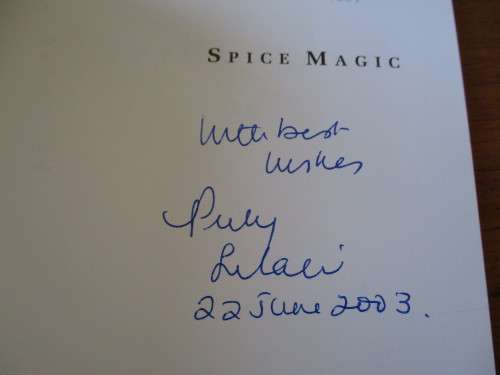 SPICE MAGIC
With best
wishes
22 June 2003.